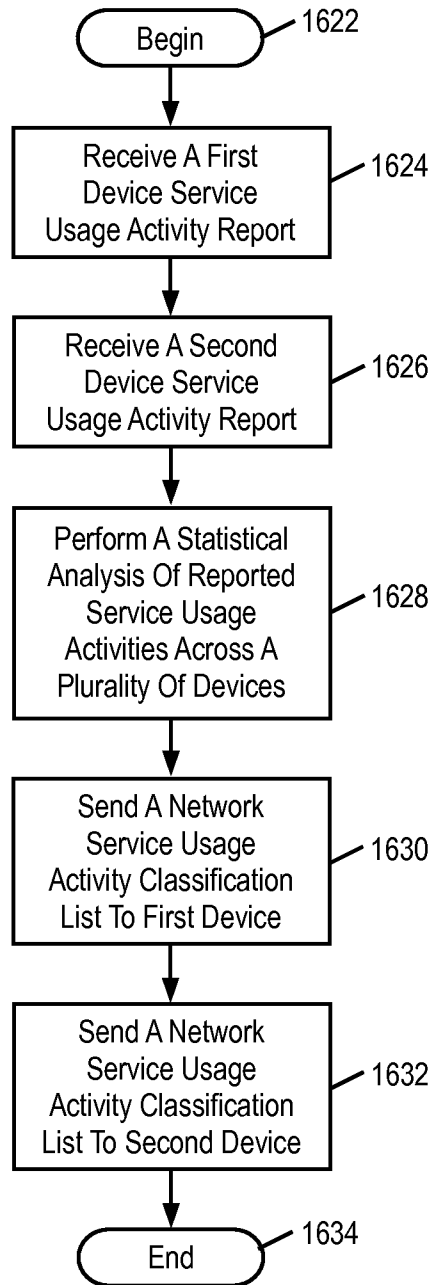 Begin
1622
Receive A First
Device Service
Usage Activity Report
1624
Receive A Second
Device Service
Usage Activity Report
1626
Perform A Statistical
Analysis Of Reported
Service Usage
Activities Across A
Plurality Of Devices
1628
Send A Network
Service Usage
Activity Classification
List To First Device
1630
Send A Network
Service Usage
Activity Classification
List To Second Device
1632
End
1634